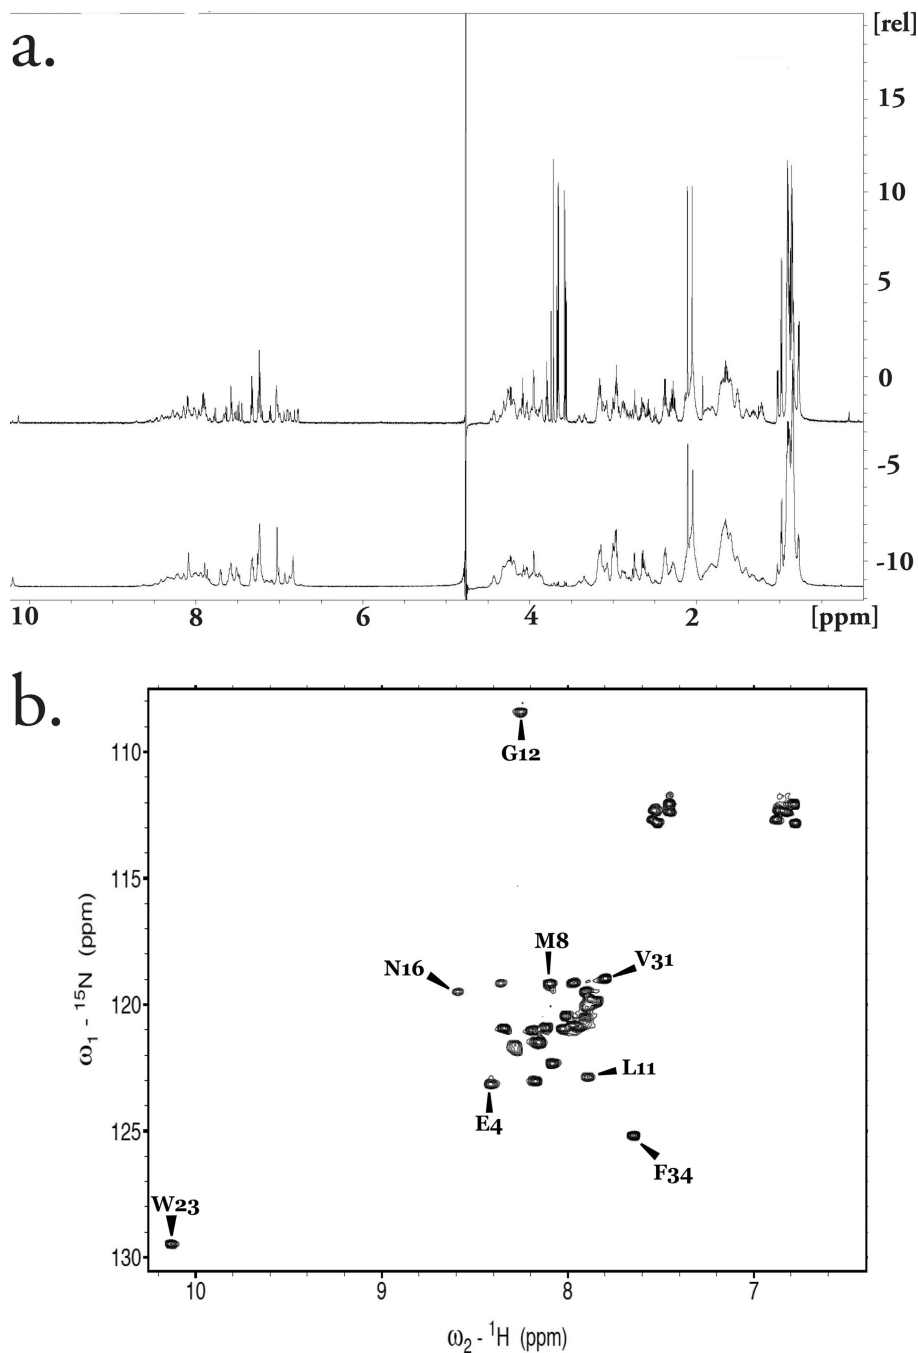 a.
[rel]
15
10
5
0
-5
-10
10 8 6 4 2 [ppm]
b.
G12
110
115
M8
N16
V31
120
L11
E4
125
F34
W23
130
10 9 8 7
ω1 - 15N (ppm)
ω2 - 1H (ppm)